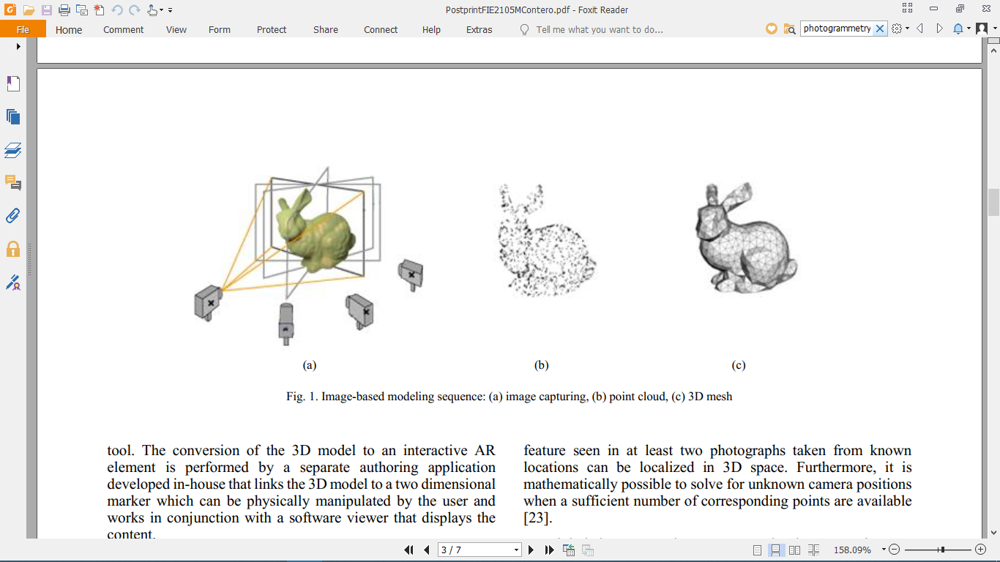 PostprintFIE2105MContero.pdf - Foxit Reader
File Home Comment View Form Protect Share Connect Help Extras Tell me what you want to do... photogrammetry
(a) (b) (c)
Fig. 1. Image-based modeling sequence: (a) image capturing, (b) point cloud, (c) 3D mesh
tool. The conversion of the 3D model to an interactive AR
element is performed by a separate authoring application
developed in-house that links the 3D model to a two dimensional
marker which can be physically manipulated by the user and
works in conjunction with a software viewer that displays the
content.
feature seen in at least two photographs taken from known
locations can be localized in 3D space. Furthermore, it is
mathematically possible to solve for unknown camera positions
when a sufficient number of corresponding points are available
[23].
3 / 7 158.09%